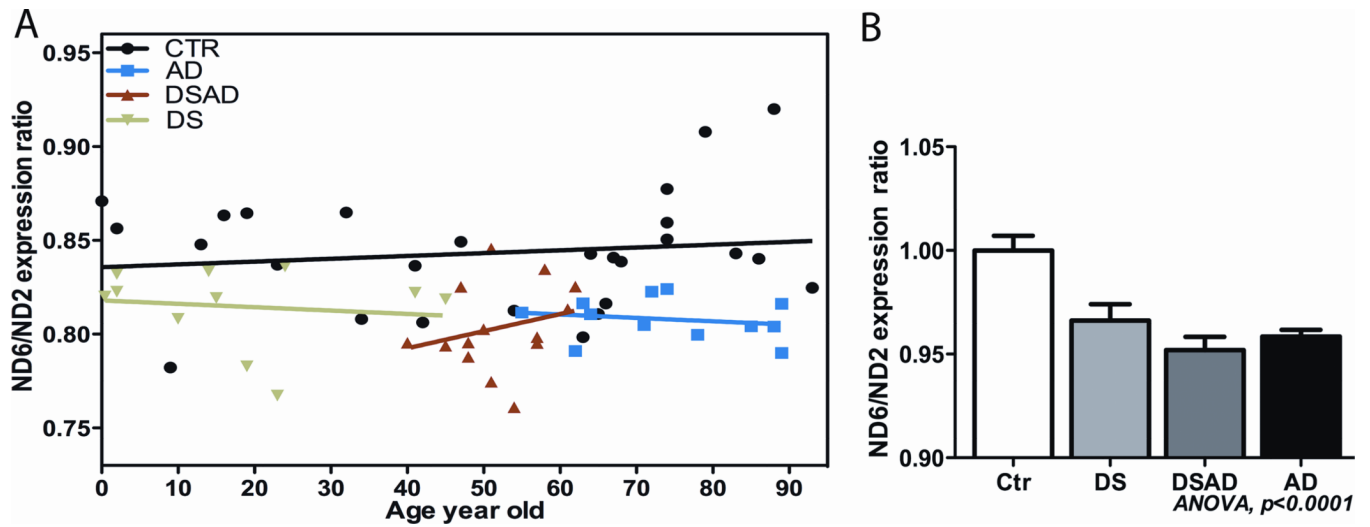 A
ND6/ND2 expression ratio
0.95
0.90
0.85
0.80
0.75
CTR
AD
DSAD
DS
0 10 20 30 40 50 60 70 80 90
Age year old
B
ND6/ND2 expression ratio
1.05
1.00
0.95
0.90
Ctr DS DSAD AD
ANOVA, p<0.0001